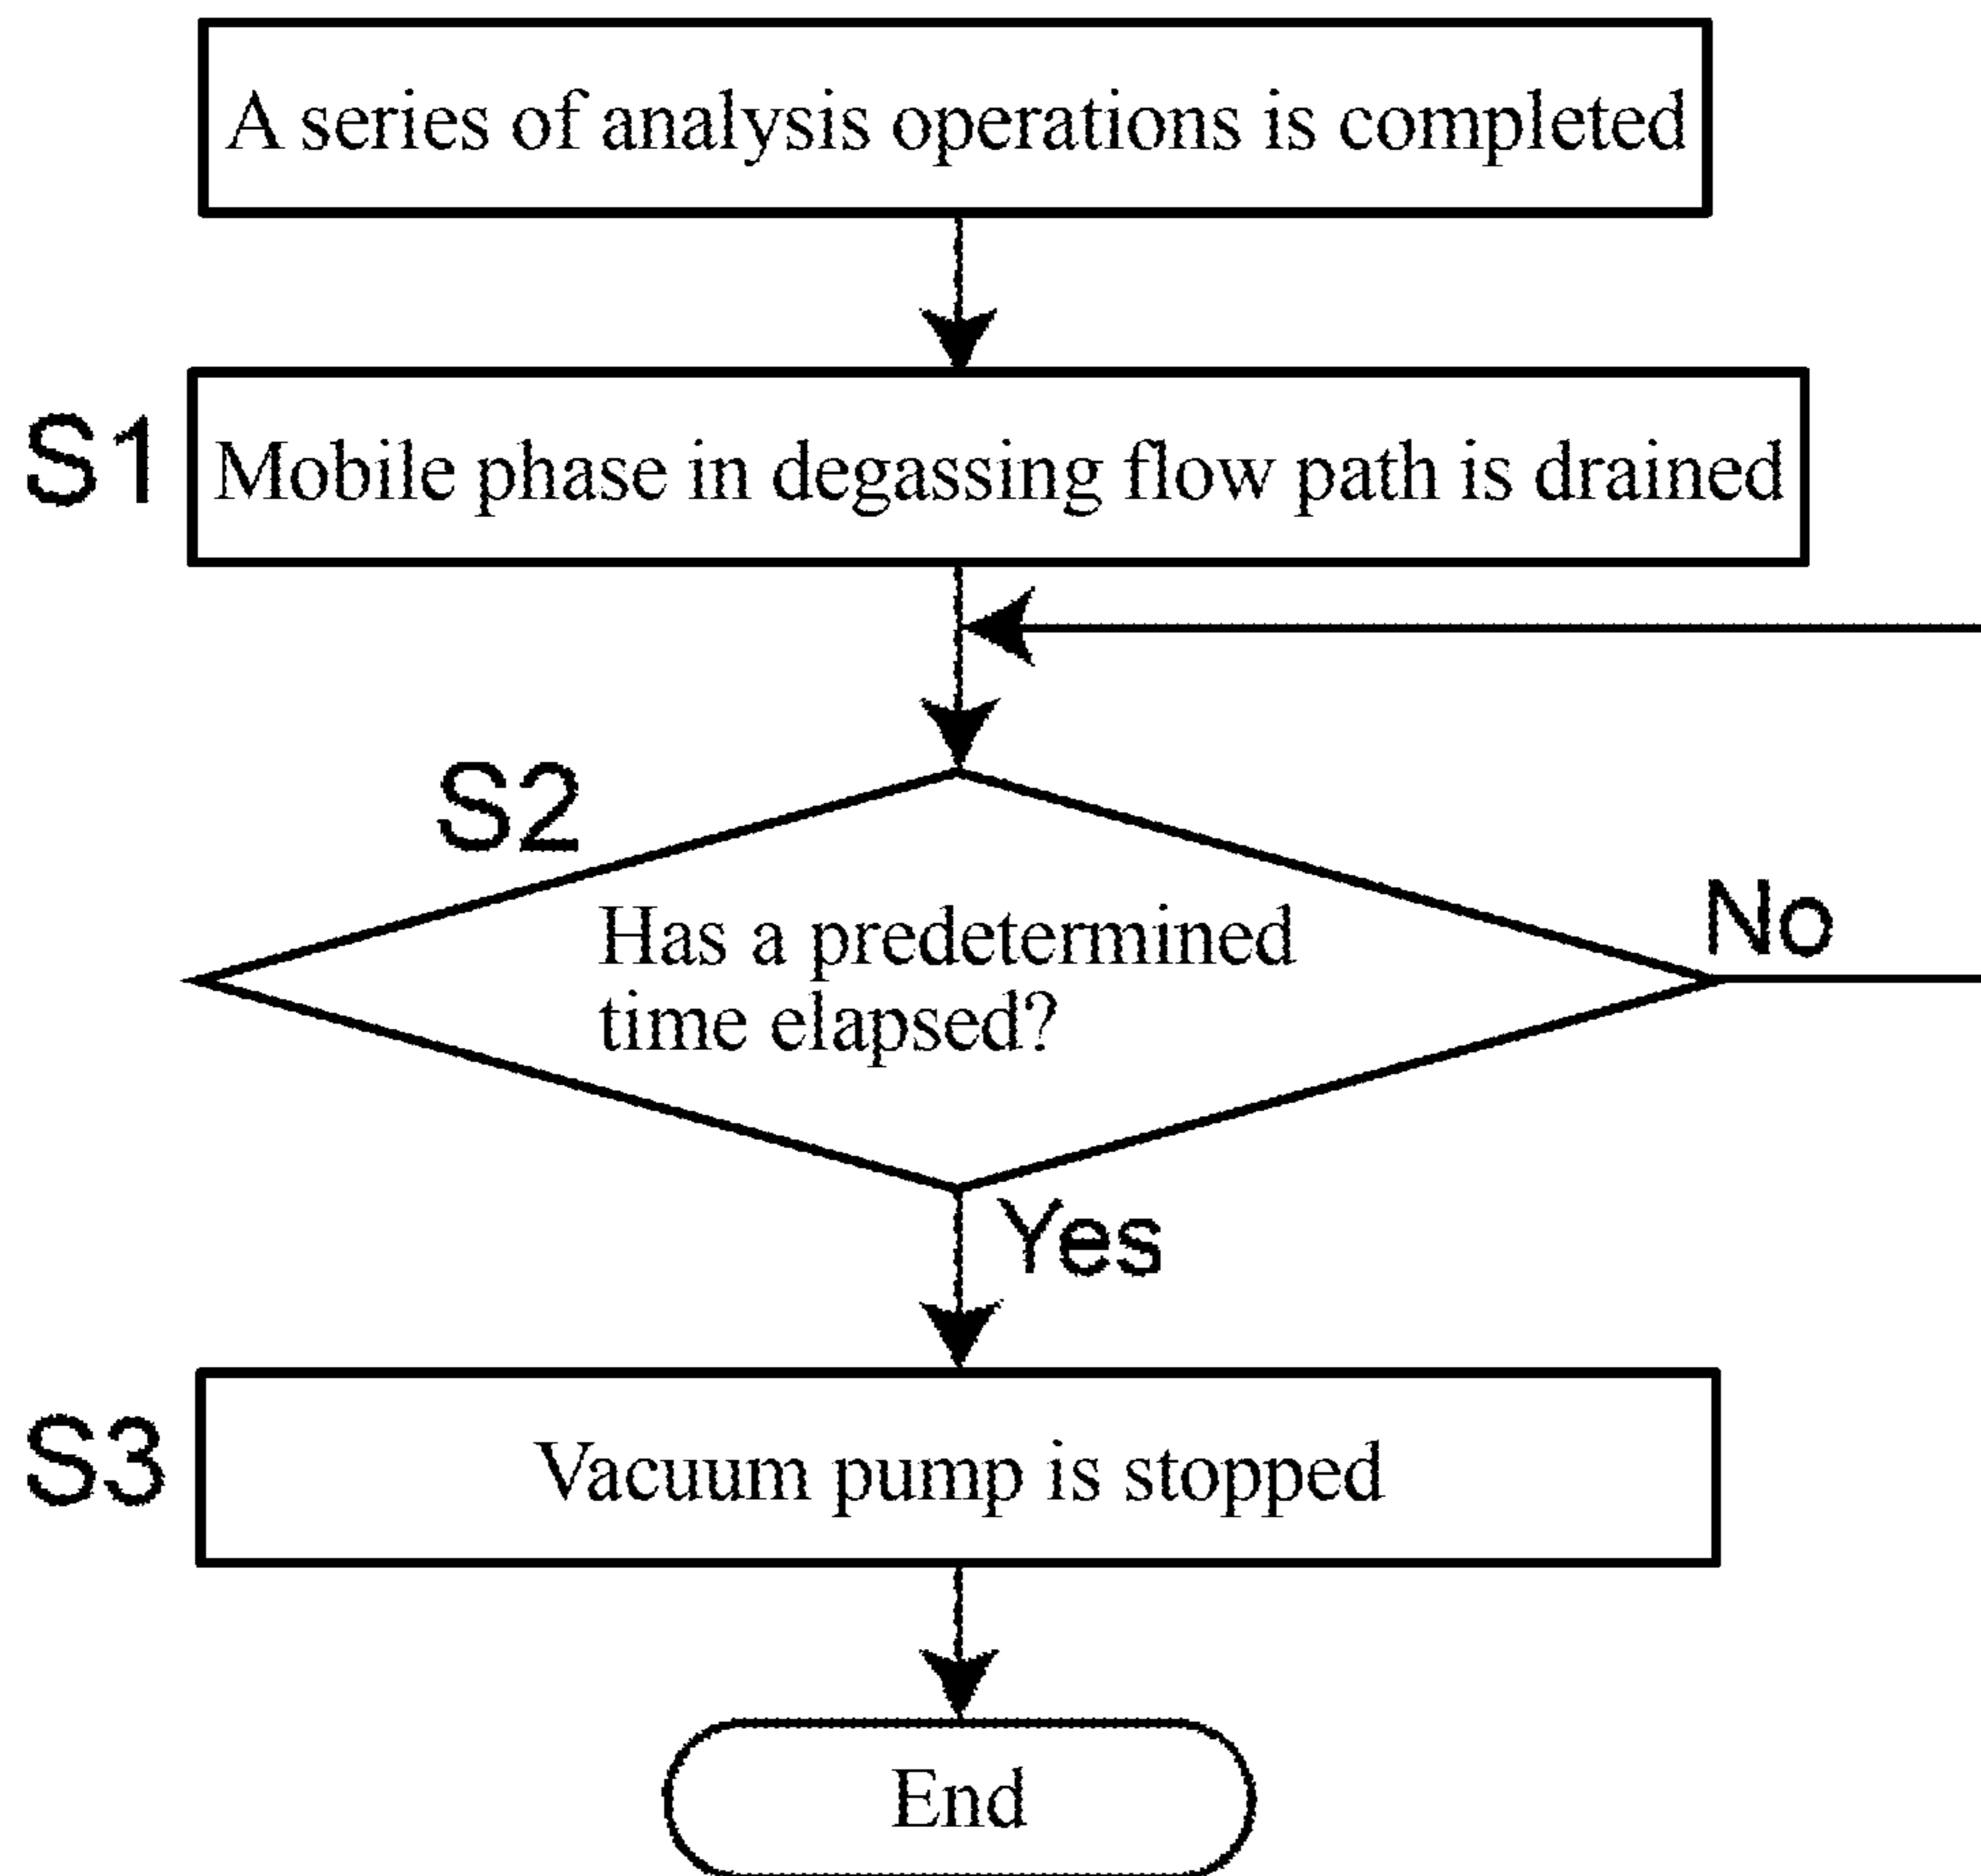 A series of analysis operations is completed
S1
Mobile phase in degassing flow path is drained
S2
Has a predetermined
time elapsed?
No
Yes
S3
Vacuum pump is stopped
End